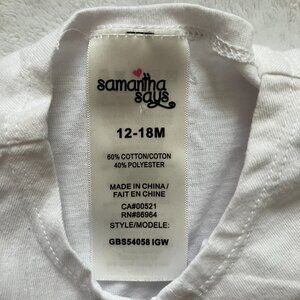 samantha
says
12-18M
60% COTTON/COTON
40% POLYESTER
MADE IN CHINA/
FAIT EN CHINE
CA#00521
RN#86964
STYLE/MODELE:
GBS54058 IGW